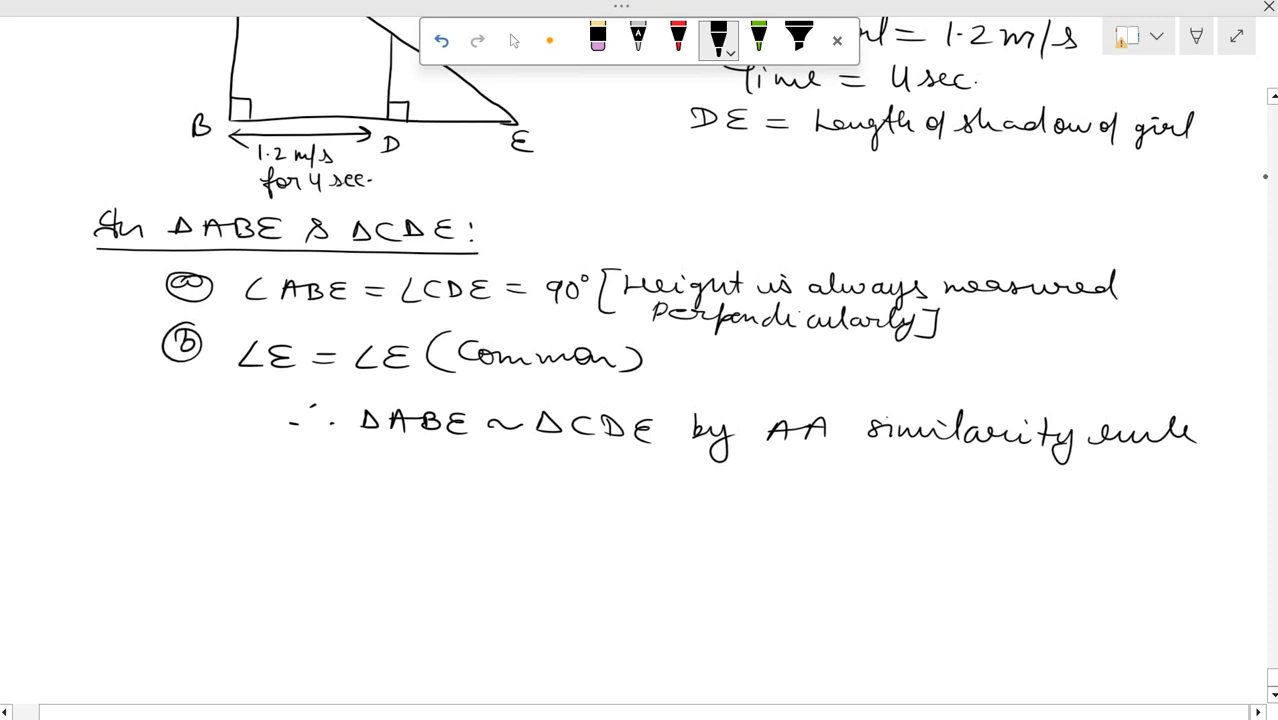 = 1.2 m/s
Time = 4 sec.
B
D
E
1.2 m/s
for 4 sec.
DE = Length of shadow of girl
In ΔABE & ΔCDE:
(a) ∠ABE = ∠CDE = 90° [Height is always measured
Perpendicularly]
(b) ∠E = ∠E (Common)
∴ ΔABE ~ ΔCDE by AA similarity rule